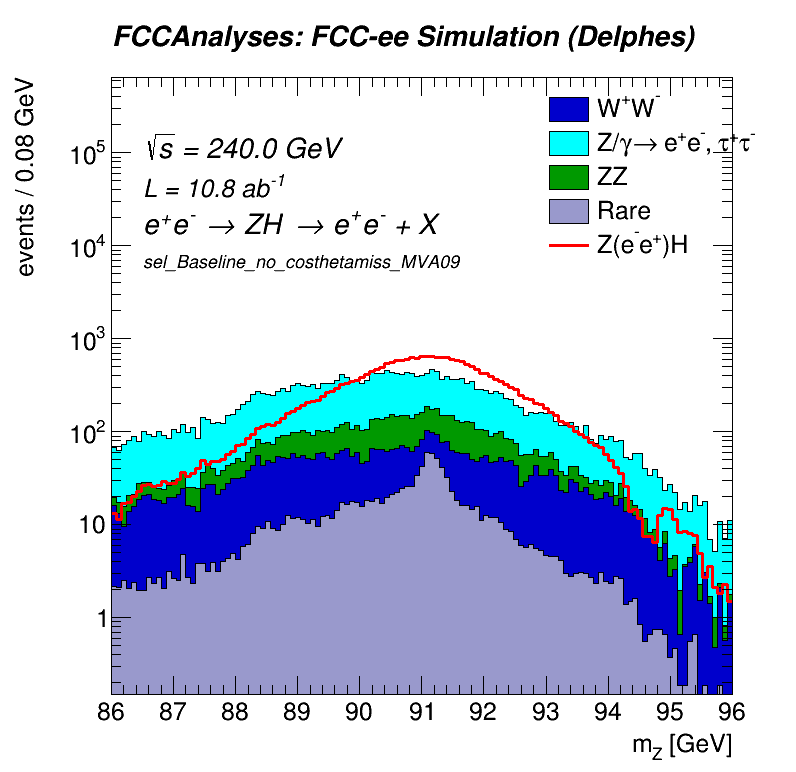 FCCAnalyses: FCC-ee Simulation (Delphes)
events / 0.08 GeV
√s = 240.0 GeV
L = 10.8 ab⁻¹
e⁺e⁻ → ZH → e⁺e⁻ + X
sel_Baseline_no_costhetamiss_MVA09
W⁺W⁻
Z/γ→ e⁺e⁻, τ⁺τ⁻
ZZ
Rare
Z(e⁻e⁺)H
10⁵
10⁴
10³
10²
10
1
86 87 88 89 90 91 92 93 94 95 96
m_Z [GeV]